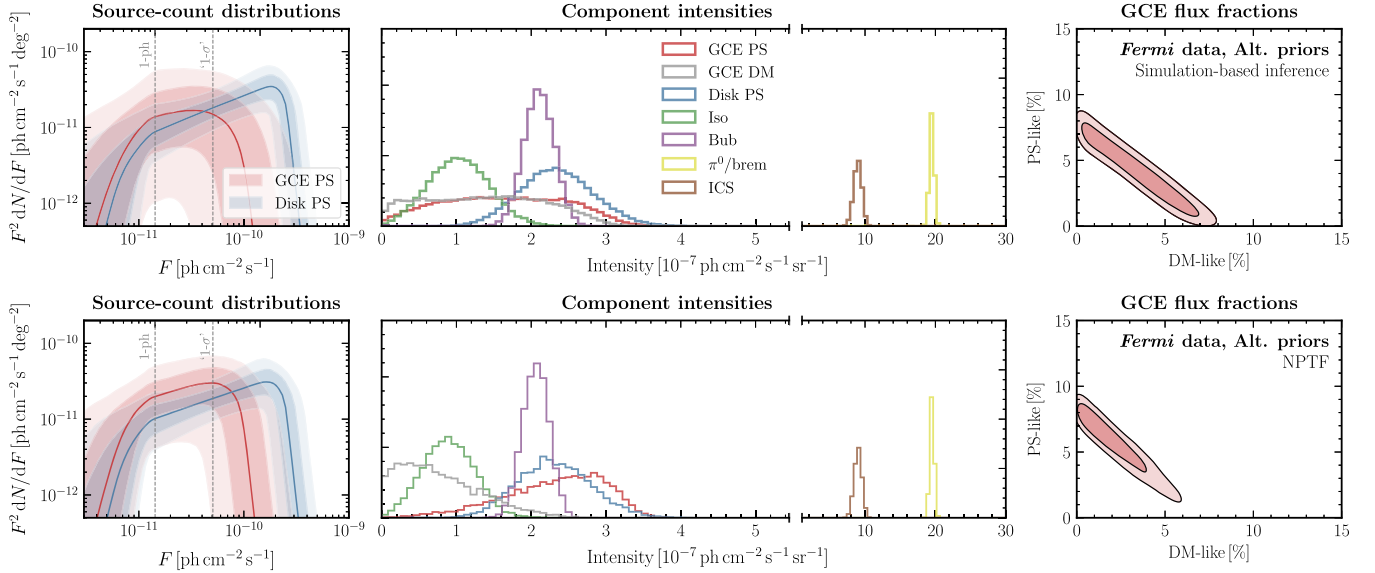 Source-count distributions
F² dN/dF [ph cm⁻² s⁻¹ deg⁻²]
10⁻¹⁰
10⁻¹¹
10⁻¹²
1-ph
'1-σ'
GCE PS
Disk PS
10⁻¹¹ 10⁻¹⁰ 10⁻⁹
F [ph cm⁻² s⁻¹]
Component intensities
GCE PS
GCE DM
Disk PS
Iso
Bub
π⁰/brem
ICS
0 1 2 3 4 5 10 20 30
Intensity [10⁻⁷ ph cm⁻² s⁻¹ sr⁻¹]
GCE flux fractions
Fermi data, Alt. priors
Simulation-based inference
PS-like [%]
15
10
5
0
0 5 10 15
DM-like [%]
Source-count distributions
F² dN/dF [ph cm⁻² s⁻¹ deg⁻²]
10⁻¹⁰
10⁻¹¹
10⁻¹²
1-ph
'1-σ'
10⁻¹¹ 10⁻¹⁰ 10⁻⁹
F [ph cm⁻² s⁻¹]
Component intensities
0 1 2 3 4 5 10 20 30
Intensity [10⁻⁷ ph cm⁻² s⁻¹ sr⁻¹]
GCE flux fractions
Fermi data, Alt. priors
NPTF
PS-like [%]
15
10
5
0
0 5 10 15
DM-like [%]